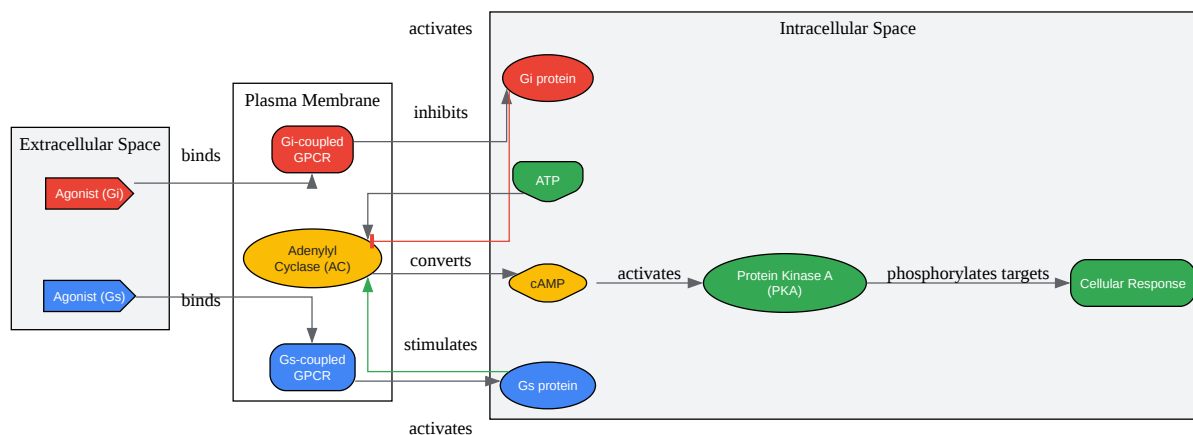 activates
Intracellular Space
Gi protein
Plasma Membrane
inhibits
Extracellular Space
Gi-coupled
GPCR
binds
Agonist (Gi)
ATP
Adenylyl
Cyclase (AC)
converts
cAMP
activates
Protein Kinase A
(PKA)
phosphorylates targets
Cellular Response
Agonist (Gs)
binds
stimulates
Gs-coupled
GPCR
Gs protein
activates